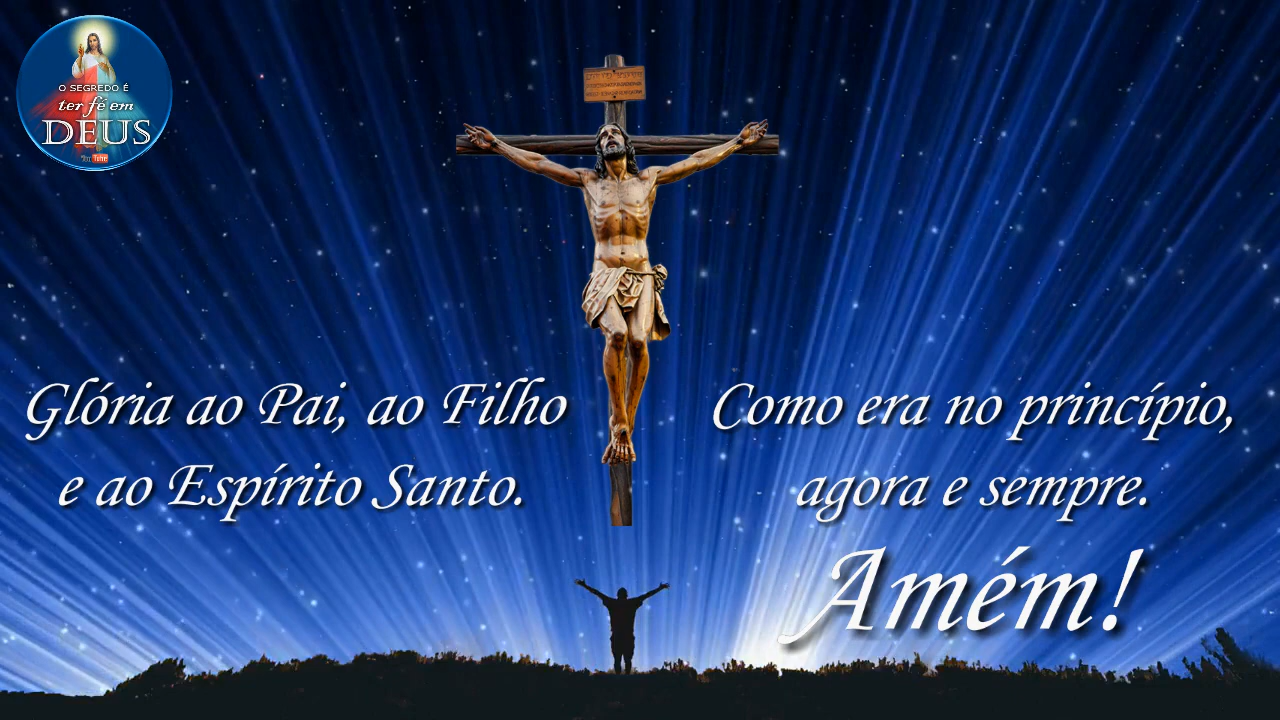 O SEGREDO É
ter fé em
DEUS
Glória ao Pai, ao Filho
e ao Espírito Santo.
Como era no princípio,
agora e sempre.
Amém!